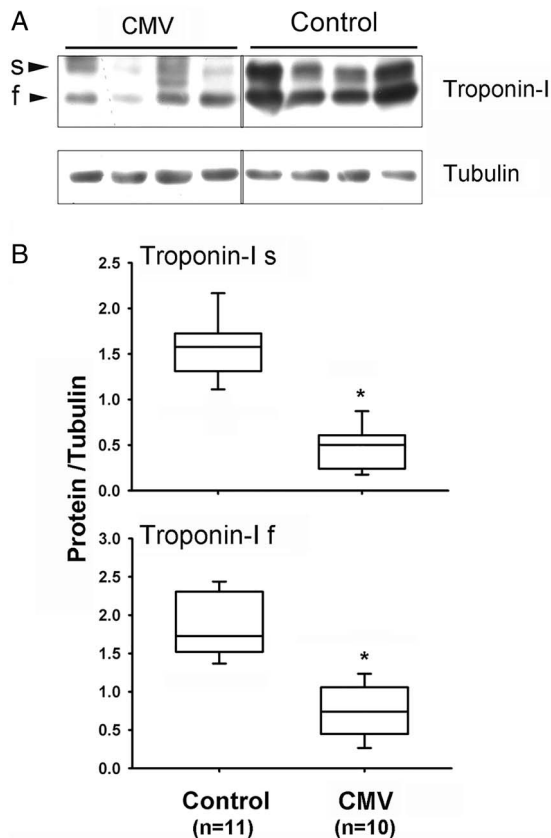 A
CMV
Control
s
f
Troponin-I
Tubulin
B
Troponin-I s
2.5
2.0
1.5
1.0
0.5
0.0
*
Protein /Tubulin
Troponin-I f
3.0
2.5
2.0
1.5
1.0
0.5
0.0
*
Control
(n=11)
CMV
(n=10)